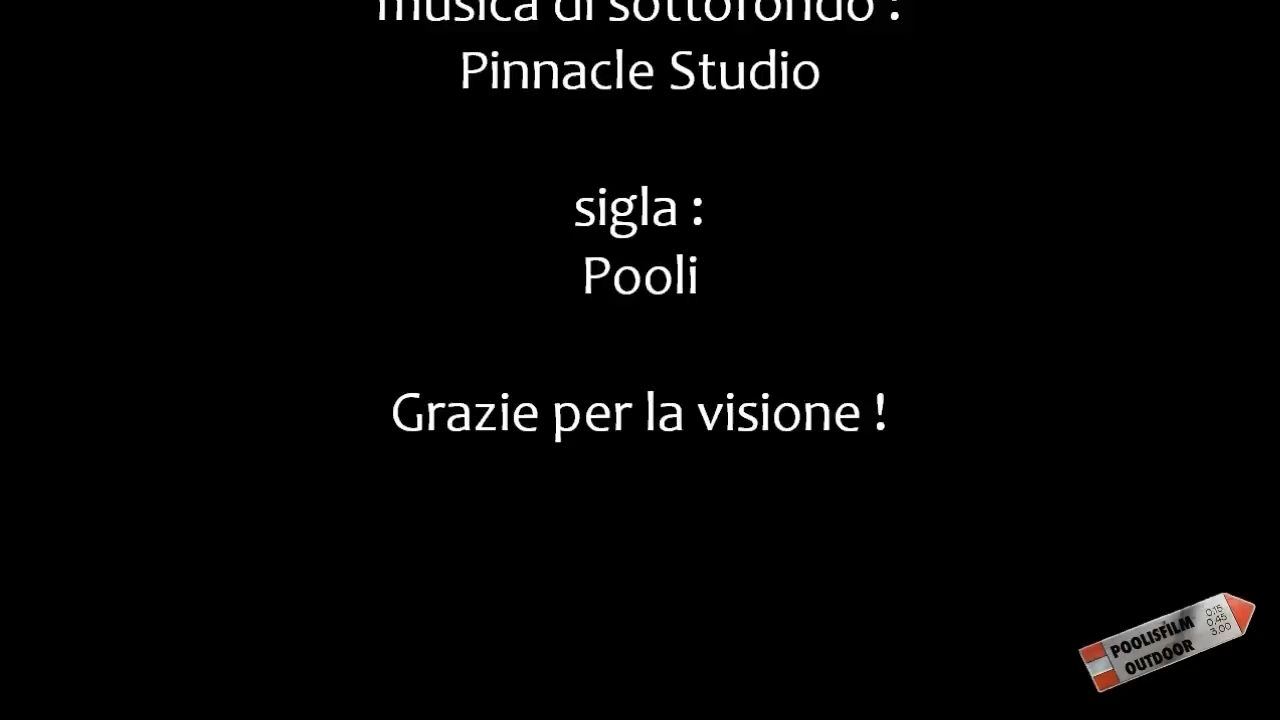 musica di sottofondo :
Pinnacle Studio
sigla :
Pooli
Grazie per la visione !
POOLISFILM
OUTDOOR
0,15
0,45
3,00